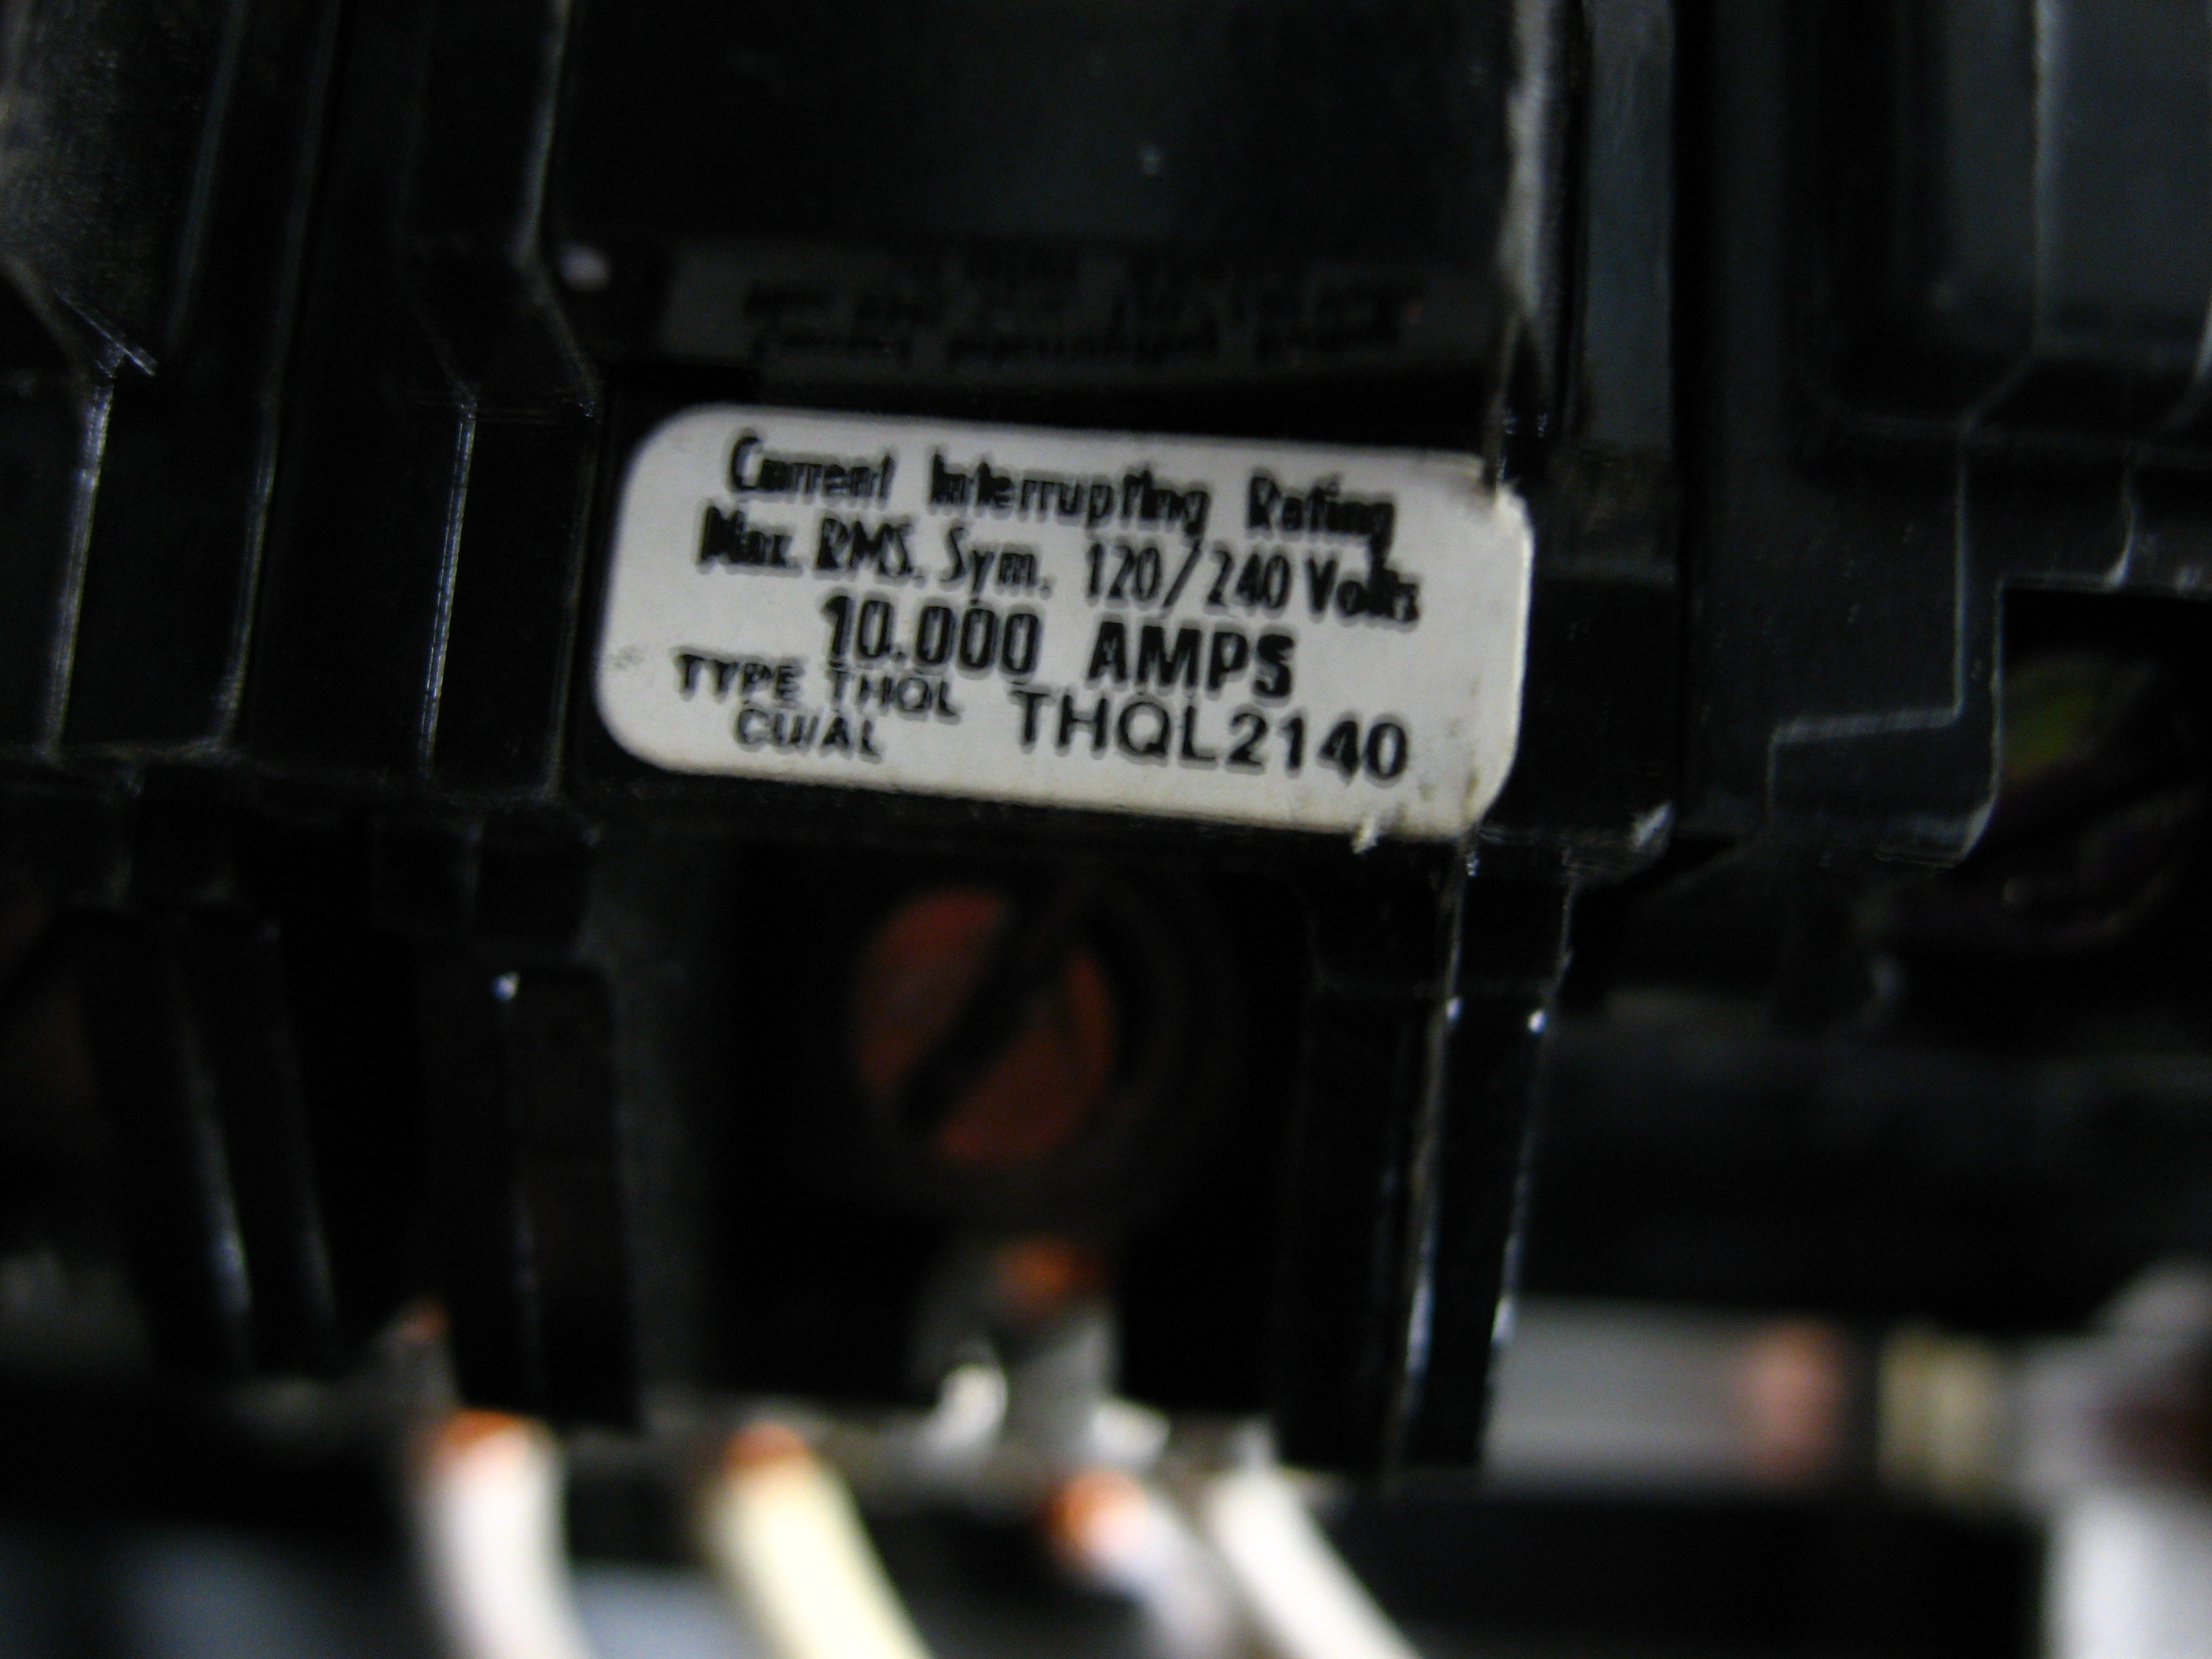 Current Interrupting Rating
Max. RMS. Sym. 120/240 Volts
10.000 AMPS
TYPE THQL THQL2140
CU/AL